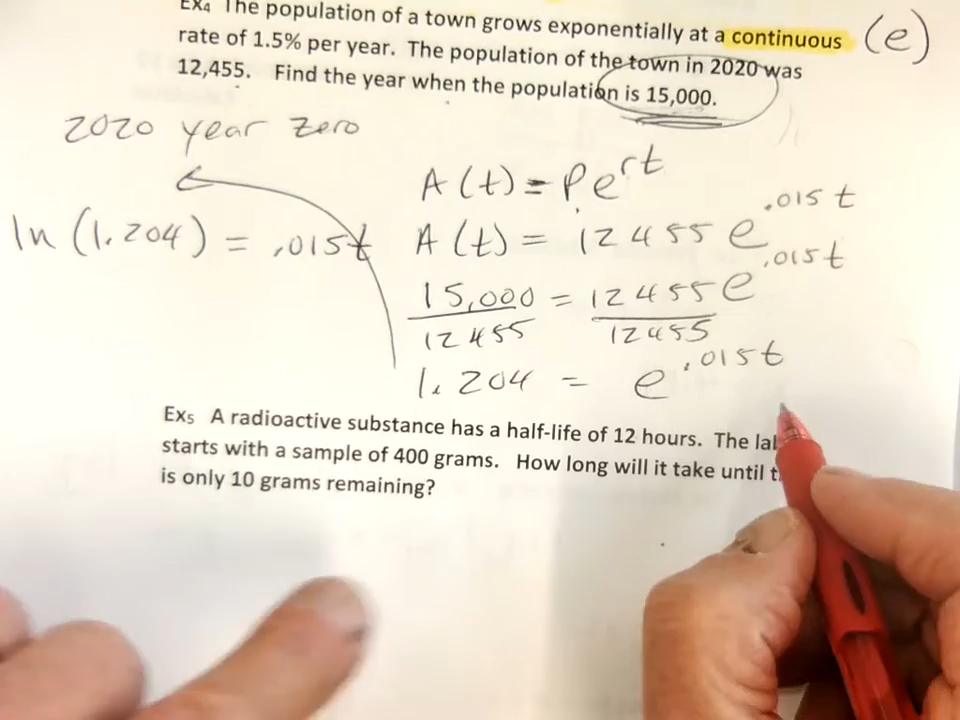 Ex4 The population of a town grows exponentially at a continuous (e)
rate of 1.5% per year. The population of the town in 2020 was
12,455. Find the year when the population is 15,000.
2020 year zero
A(t) = Pe^rt
ln(1.204) = .015t
A(t) = 12455e^.015t
15,000/12455 = 12455e^.015t/12455
1.204 = e^.015t
Ex5 A radioactive substance has a half-life of 12 hours. The
starts with a sample of 400 grams. How long will it take until
is only 10 grams remaining?